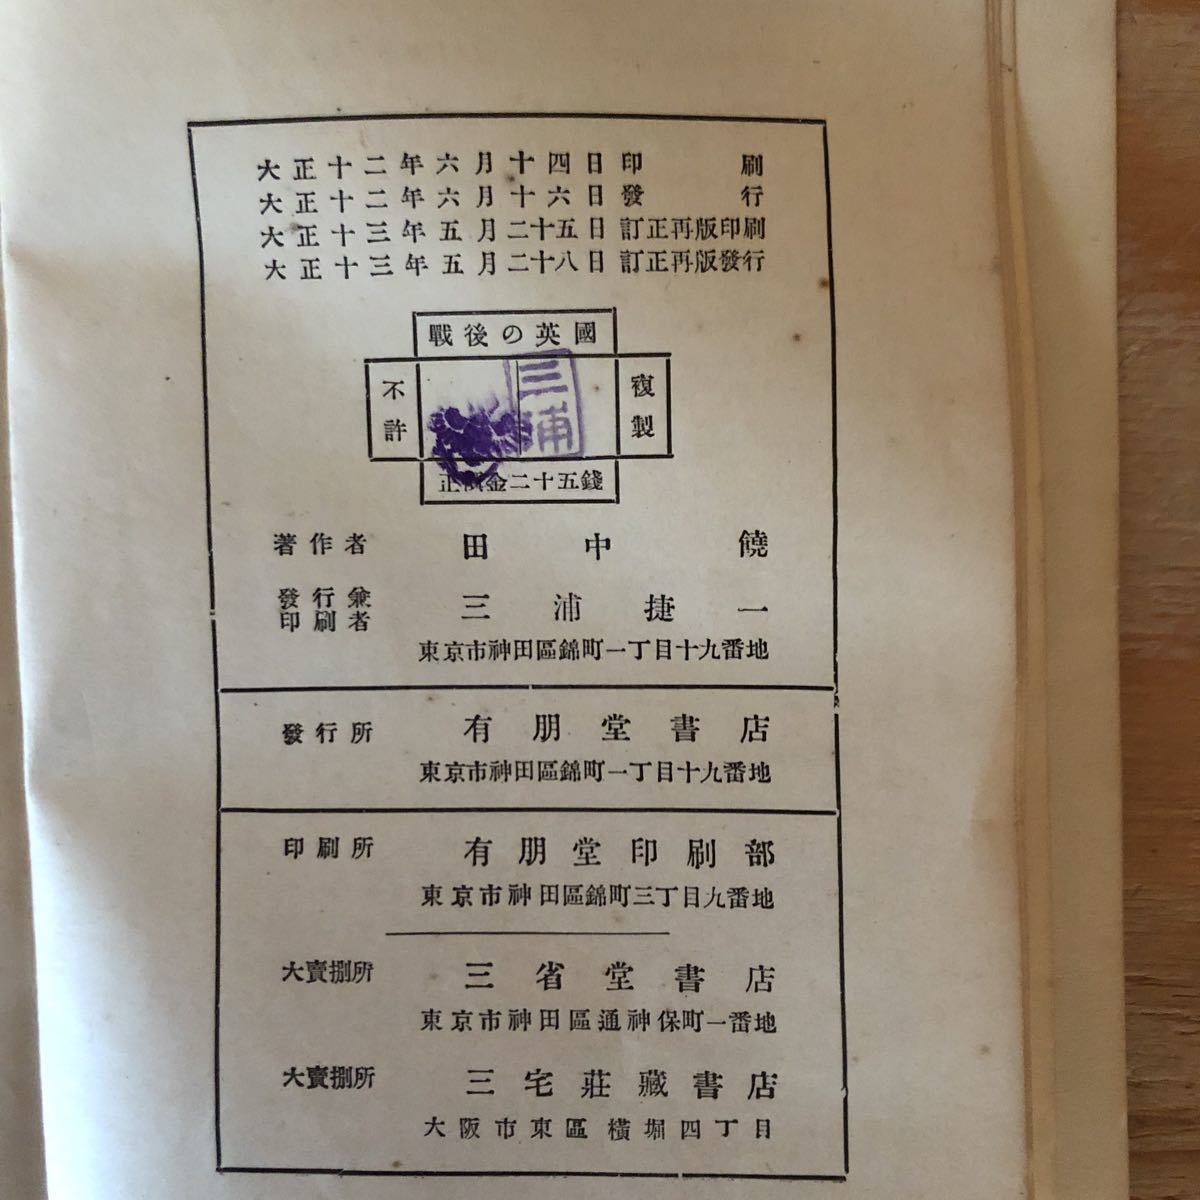 大正十二年六月十四日印刷
大正十二年六月十六日發行
大正十三年五月二十五日訂正再版印刷
大正十三年五月二十八日訂正再版發行
戰後の英國
不許
複製
三浦
正價金二十五錢
著作者 田中 饒
發行兼
印刷者 三浦捷一
東京市神田區錦町一丁目十九番地
發行所 有朋堂書店
東京市神田區錦町一丁目十九番地
印刷所 有朋堂印刷部
東京市神田區錦町三丁目九番地
大賣捌所 三省堂書店
東京市神田區通神保町一番地
大賣捌所 三宅莊藏書店
大阪市東區橫堀四丁目